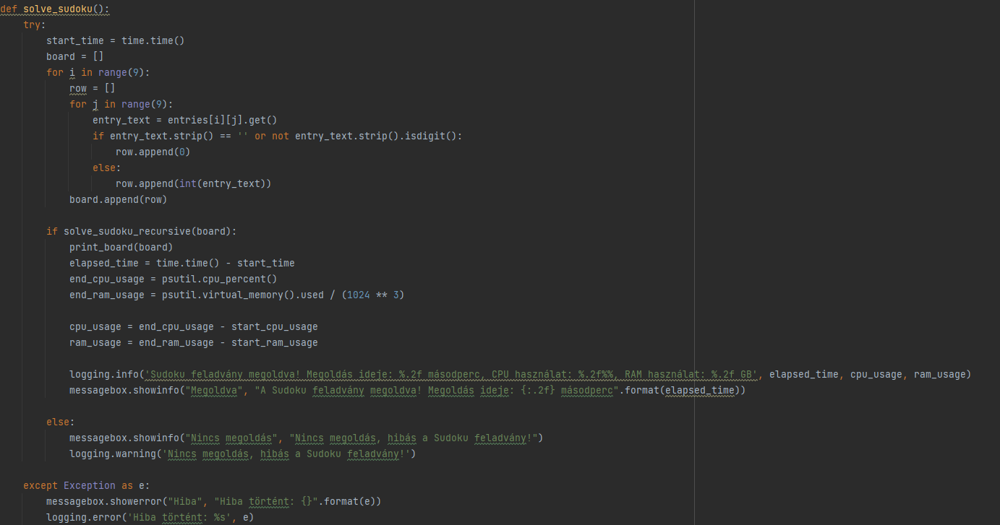 def solve_sudoku():
    try:
        start_time = time.time()
        board = []
        for i in range(9):
            row = []
            for j in range(9):
                entry_text = entries[i][j].get()
                if entry_text.strip() == '' or not entry_text.strip().isdigit():
                    row.append(0)
                else:
                    row.append(int(entry_text))
            board.append(row)

        if solve_sudoku_recursive(board):
            print_board(board)
            elapsed_time = time.time() - start_time
            end_cpu_usage = psutil.cpu_percent()
            end_ram_usage = psutil.virtual_memory().used / (1024 ** 3)

            cpu_usage = end_cpu_usage - start_cpu_usage
            ram_usage = end_ram_usage - start_ram_usage

            logging.info('Sudoku feladvány megoldva! Megoldás ideje: %.2f másodperc, CPU használat: %.2f%%, RAM használat: %.2f GB', elapsed_time, cpu_usage, ram_usage)
            messagebox.showinfo("Megoldva", "A Sudoku feladvány megoldva! Megoldás ideje: {:.2f} másodperc".format(elapsed_time))

        else:
            messagebox.showinfo("Nincs megoldás", "Nincs megoldás, hibás a Sudoku feladvány!")
            logging.warning('Nincs megoldás, hibás a Sudoku feladvány!')

    except Exception as e:
        messagebox.showerror("Hiba", "Hiba történt: {}".format(e))
        logging.error('Hiba történt: %s', e)